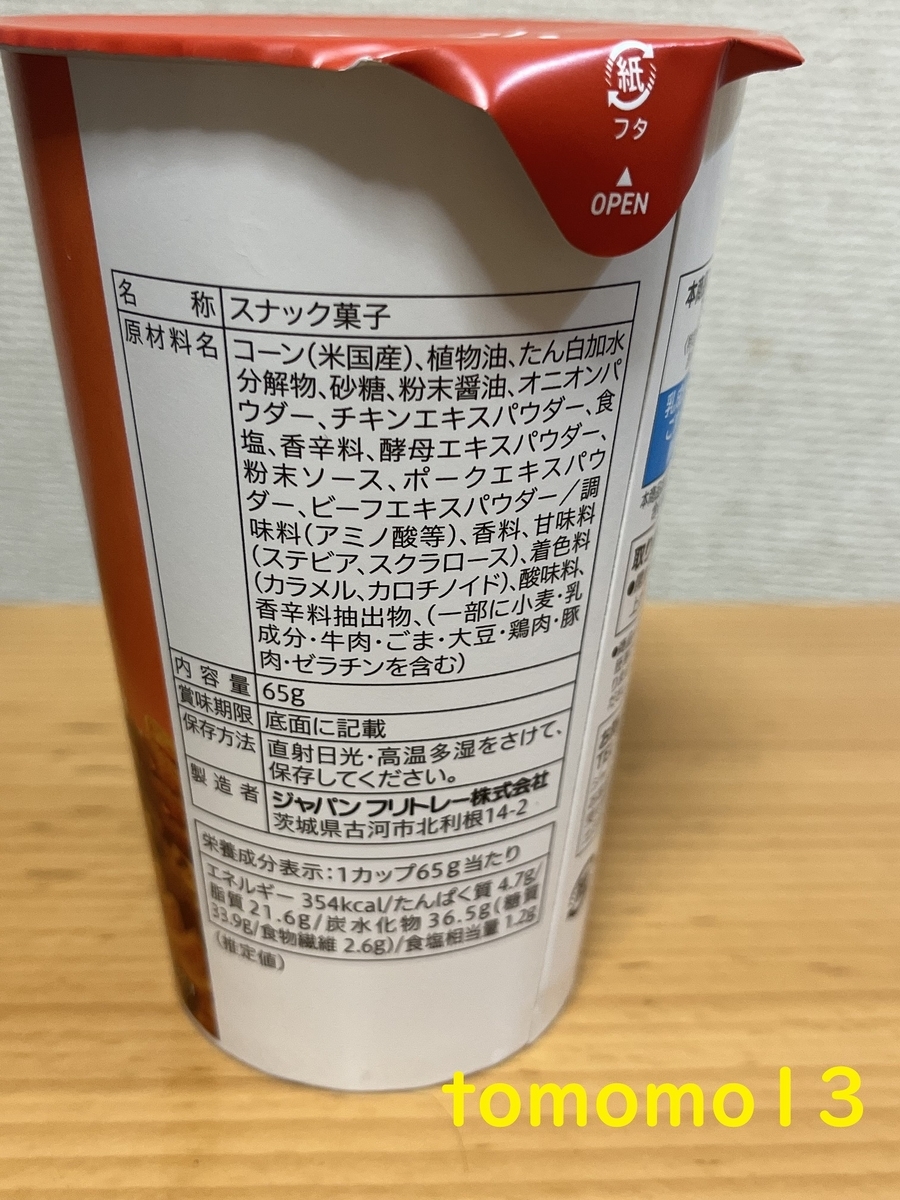 紙
フタ
▲
OPEN
名 称 スナック菓子
原材料名 コーン(米国産)、植物油、たん白加水
分解物、砂糖、粉末醤油、オニオンパ
ウダー、チキンエキスパウダー、食
塩、香辛料、酵母エキスパウダー、
粉末ソース、ポークエキスパウ
ダー、ビーフエキスパウダー/調
味料(アミノ酸等)、香料、甘味料
(ステビア、スクラロース)、着色料
(カラメル、カロチノイド)、酸味料、
香辛料抽出物、(一部に小麦・乳
成分・牛肉・ごま・大豆・鶏肉・豚
肉・ゼラチンを含む)
内容量 65g
賞味期限 底面に記載
保存方法 直射日光・高温多湿をさけて、
保存してください。
製造者 ジャパン フリトレー株式会社
茨城県古河市北利根14-2
栄養成分表示:1カップ65g当たり
エネルギー 354kcal/たんぱく質 4.7g/
脂質21.6g/炭水化物36.5g(糖質
33.9g/食物繊維 2.6g)/食塩相当量 1.2g
(推定値)
tomomo13